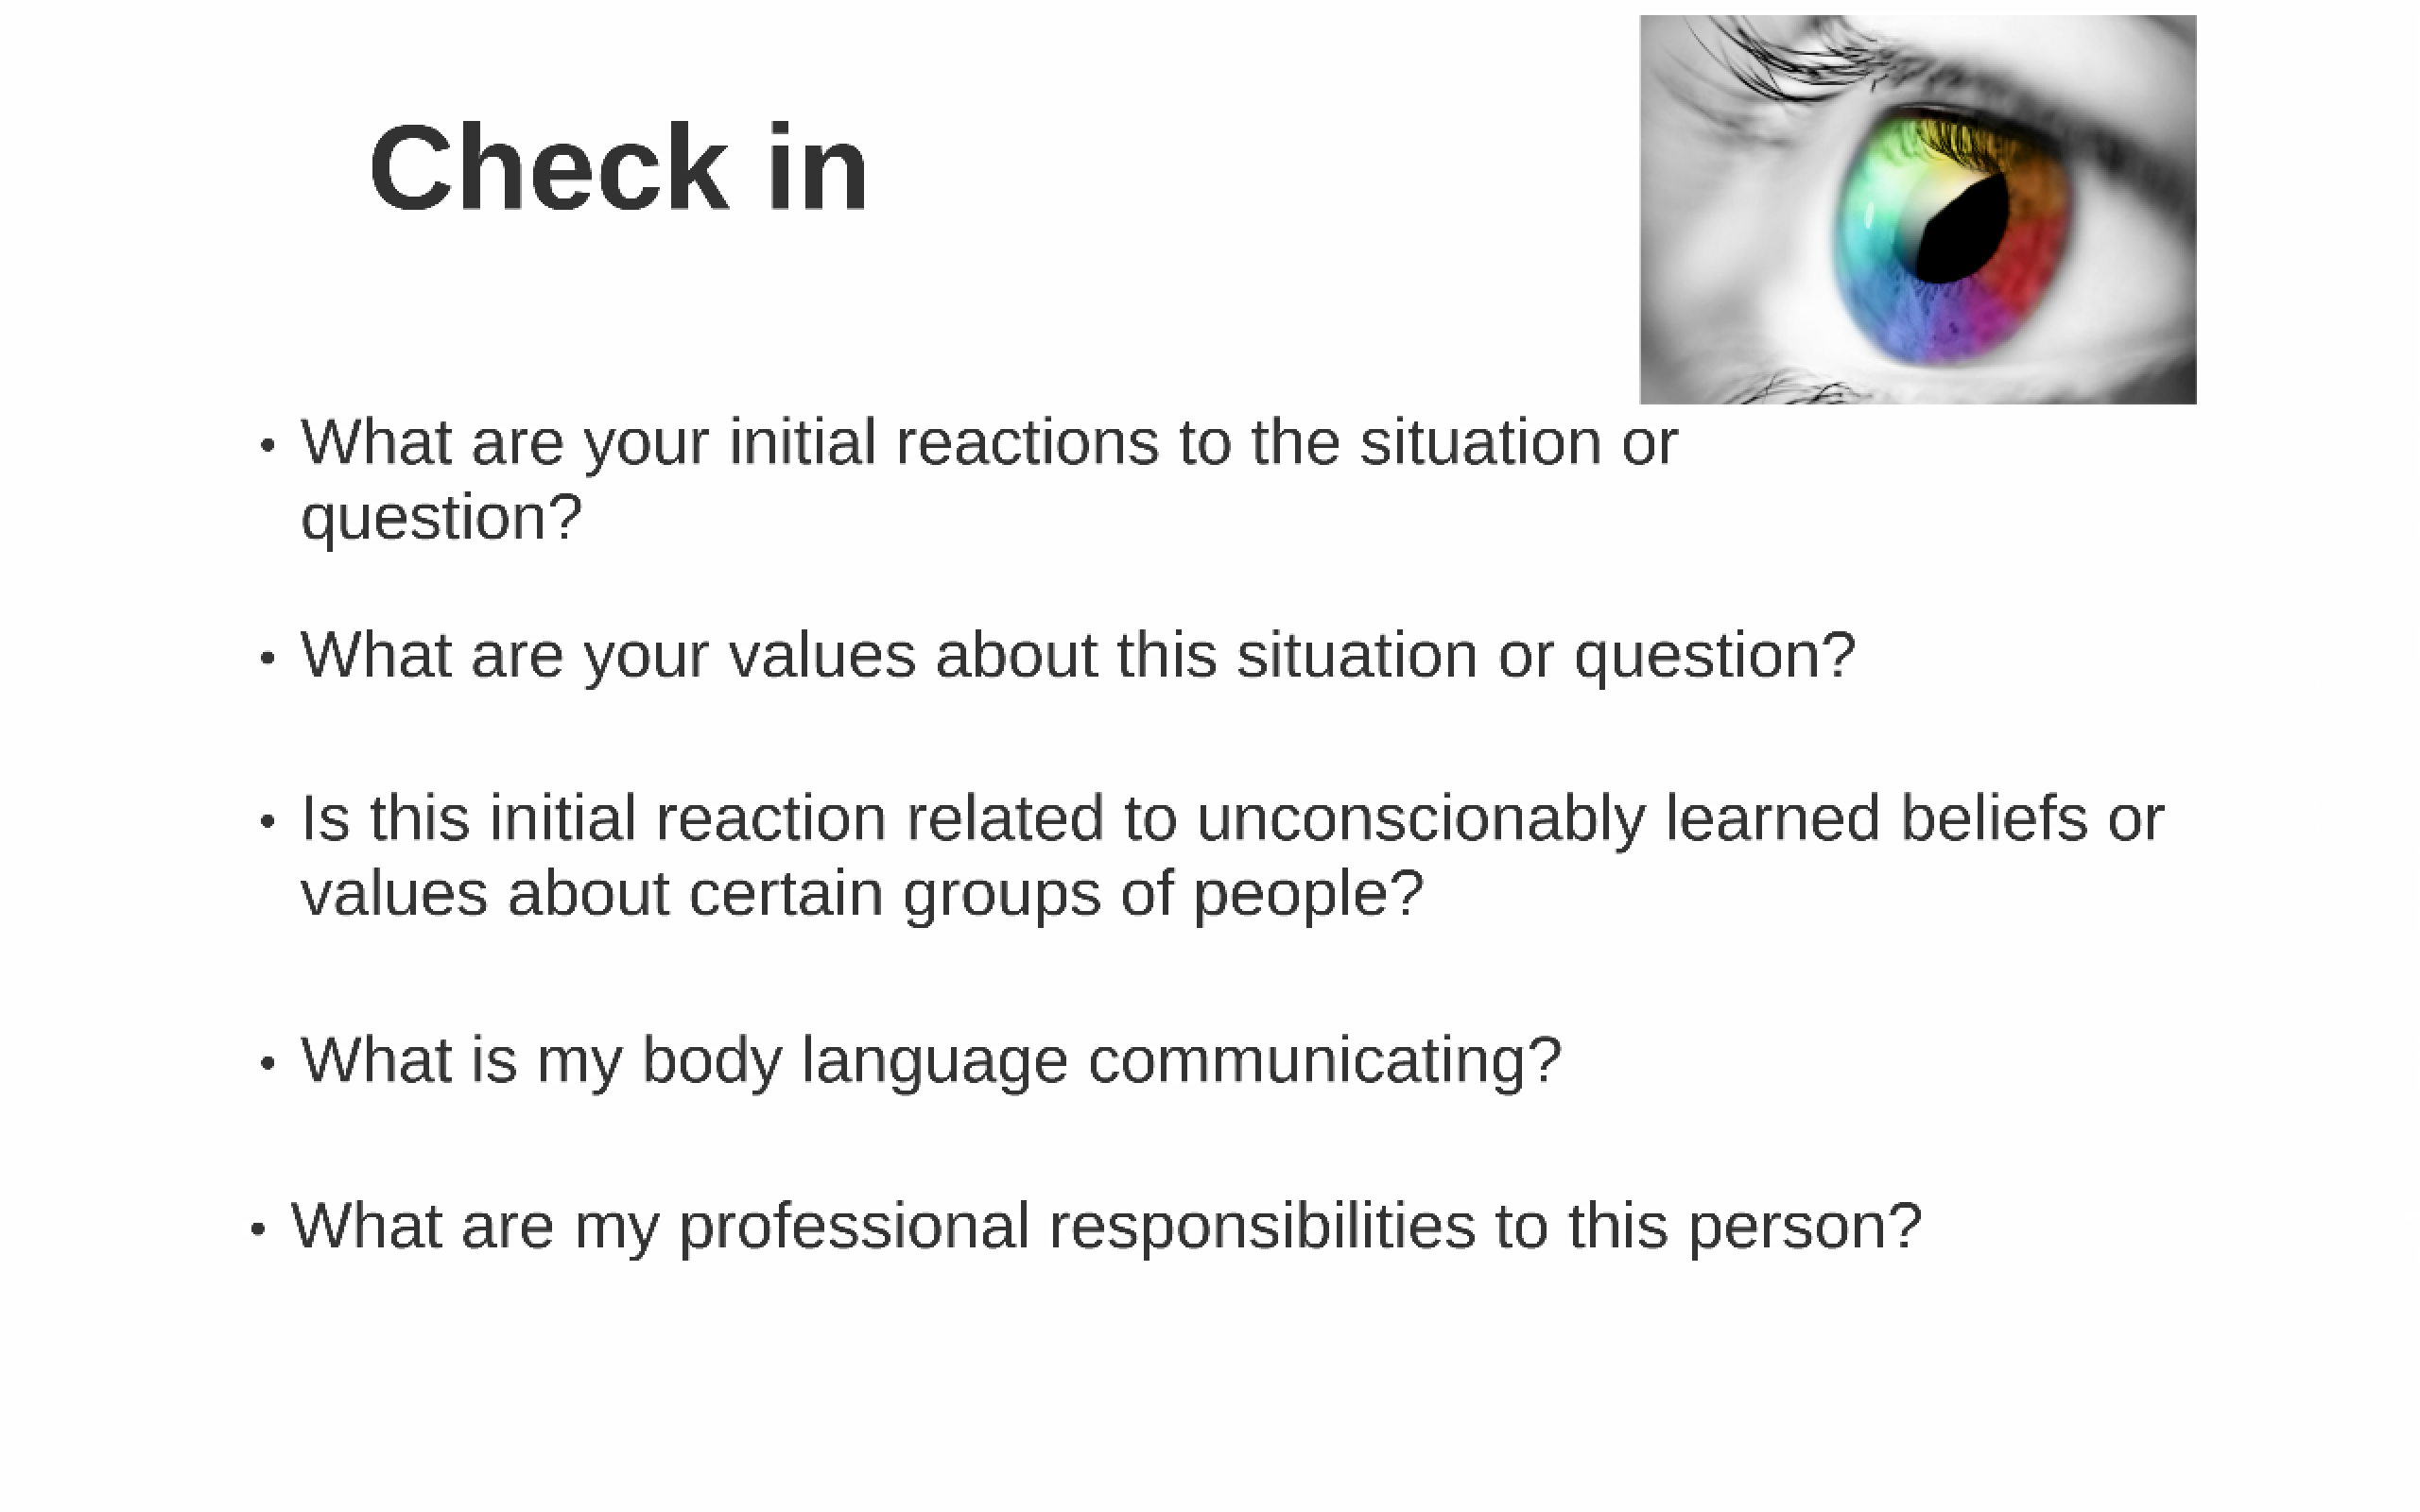 Check in
• What are your initial reactions to the situation or
question?
• What are your values about this situation or question?
• Is this initial reaction related to unconscionably learned beliefs or
values about certain groups of people?
• What is my body language communicating?
• What are my professional responsibilities to this person?